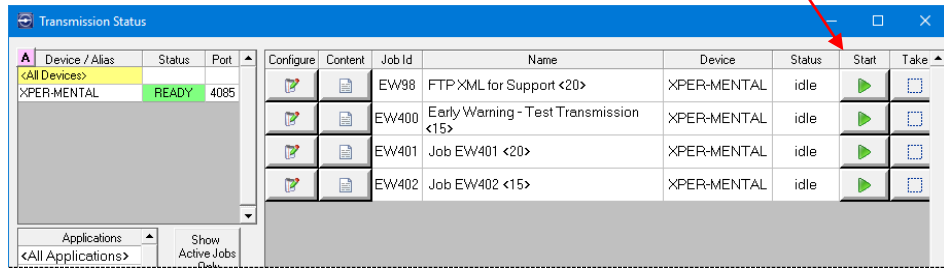 Transmission Status
A Device / Alias Status Port
<All Devices>
XPER-MENTAL READY 4085
Configure Content Job Id Name Device Status Start Take
EW98 FTP XML for Support <20> XPER-MENTAL idle
EW400 Early Warning - Test Transmission <15> XPER-MENTAL idle
EW401 Job EW401 <20> XPER-MENTAL idle
EW402 Job EW402 <15> XPER-MENTAL idle
Applications
<All Applications>
Show
Active Jobs
Only